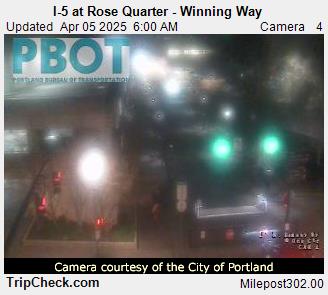 I-5 at Rose Quarter - Winning Way
Updated Apr 05 2025 6:00 AM Camera 4
PBOT
PORTLAND BUREAU OF TRANSPORTATION
Camera courtesy of the City of Portland
TripCheck.com Milepost302.00